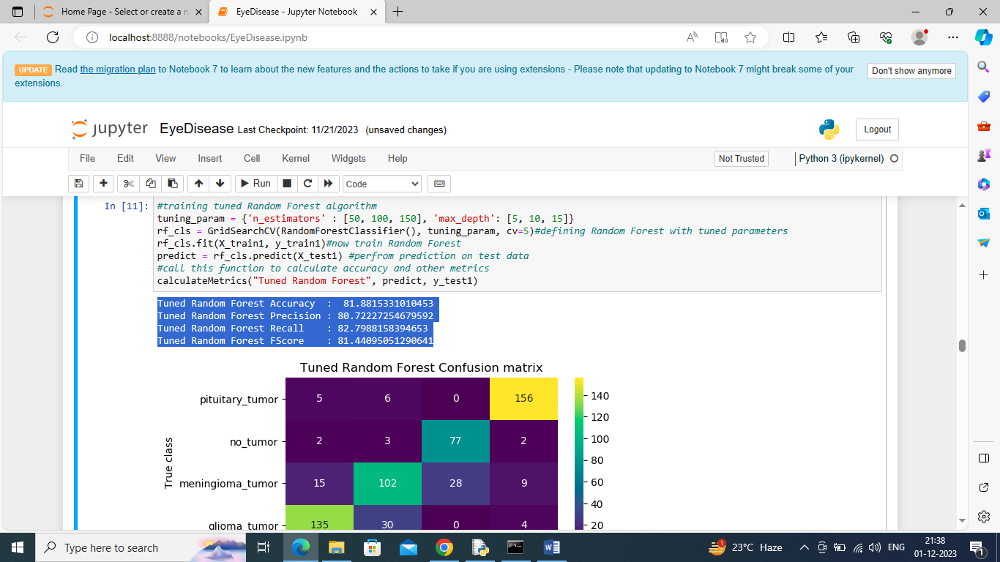 Home Page - Select or create a n
EyeDisease - Jupyter Notebook
localhost:8888/notebooks/EyeDisease.ipynb
UPDATE Read the migration plan to Notebook 7 to learn about the new features and the actions to take if you are using extensions - Please note that updating to Notebook 7 might break some of your
extensions.
Don't show anymore
jupyter EyeDisease Last Checkpoint: 11/21/2023 (unsaved changes)
Logout
File Edit View Insert Cell Kernel Widgets Help
Not Trusted
Python 3 (ipykernel)
Run
Code
In [11]:
#training tuned Random Forest algorithm
tuning_param = {'n_estimators' : [50, 100, 150], 'max_depth': [5, 10, 15]}
rf_cls = GridSearchCV(RandomForestClassifier(), tuning_param, cv=5)#defining Random Forest with tuned parameters
rf_cls.fit(X_train1, y_train1)#now train Random Forest
predict = rf_cls.predict(X_test1) #perfrom prediction on test data
#call this function to calculate accuracy and other metrics
calculateMetrics("Tuned Random Forest", predict, y_test1)
Tuned Random Forest Accuracy  :  81.8815331010453
Tuned Random Forest Precision : 80.72227254679592
Tuned Random Forest Recall    : 82.7988158394653
Tuned Random Forest FScore    : 81.44095051290641
Tuned Random Forest Confusion matrix
pituitary_tumor 5 6 0 156
no_tumor 2 3 77 2
meningioma_tumor 15 102 28 9
glioma_tumor 135 30 0 4
True class
140
120
100
80
60
40
20
Type here to search
1
23°C Haze
ENG
21:38
01-12-2023
1